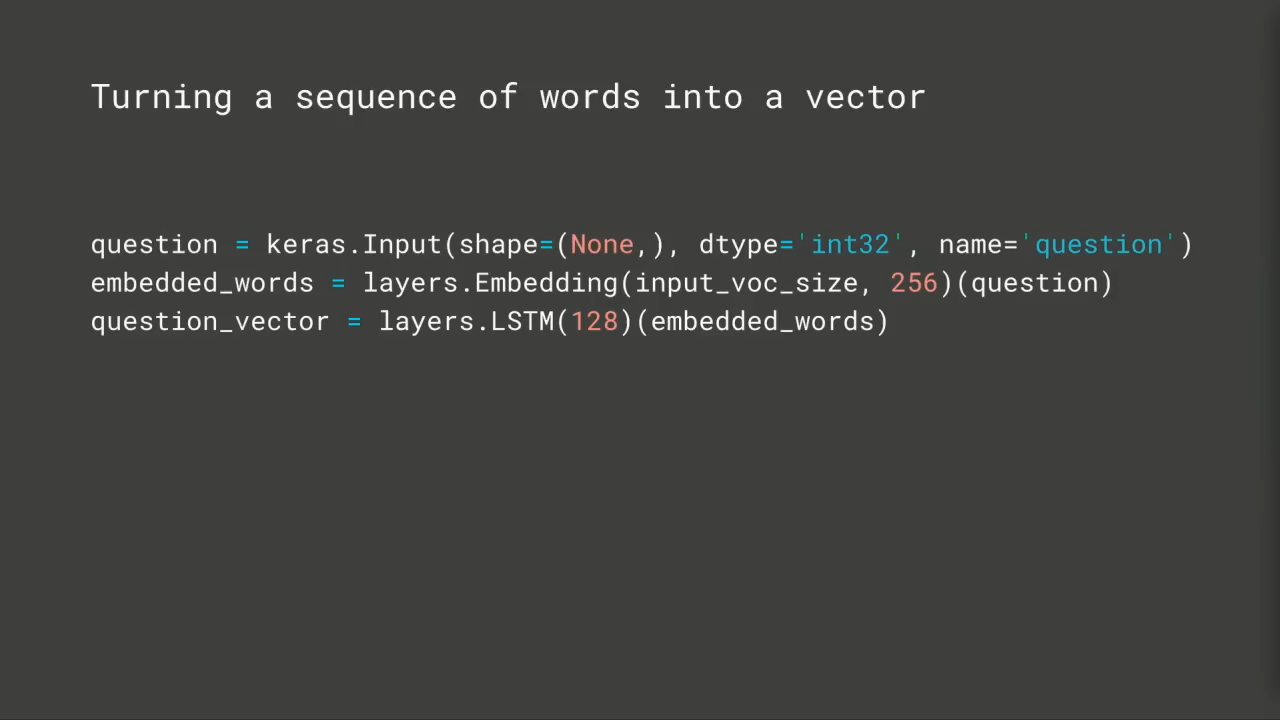 Turning a sequence of words into a vector
question = keras.Input(shape=(None,), dtype='int32', name='question')
embedded_words = layers.Embedding(input_voc_size, 256)(question)
question_vector = layers.LSTM(128)(embedded_words)